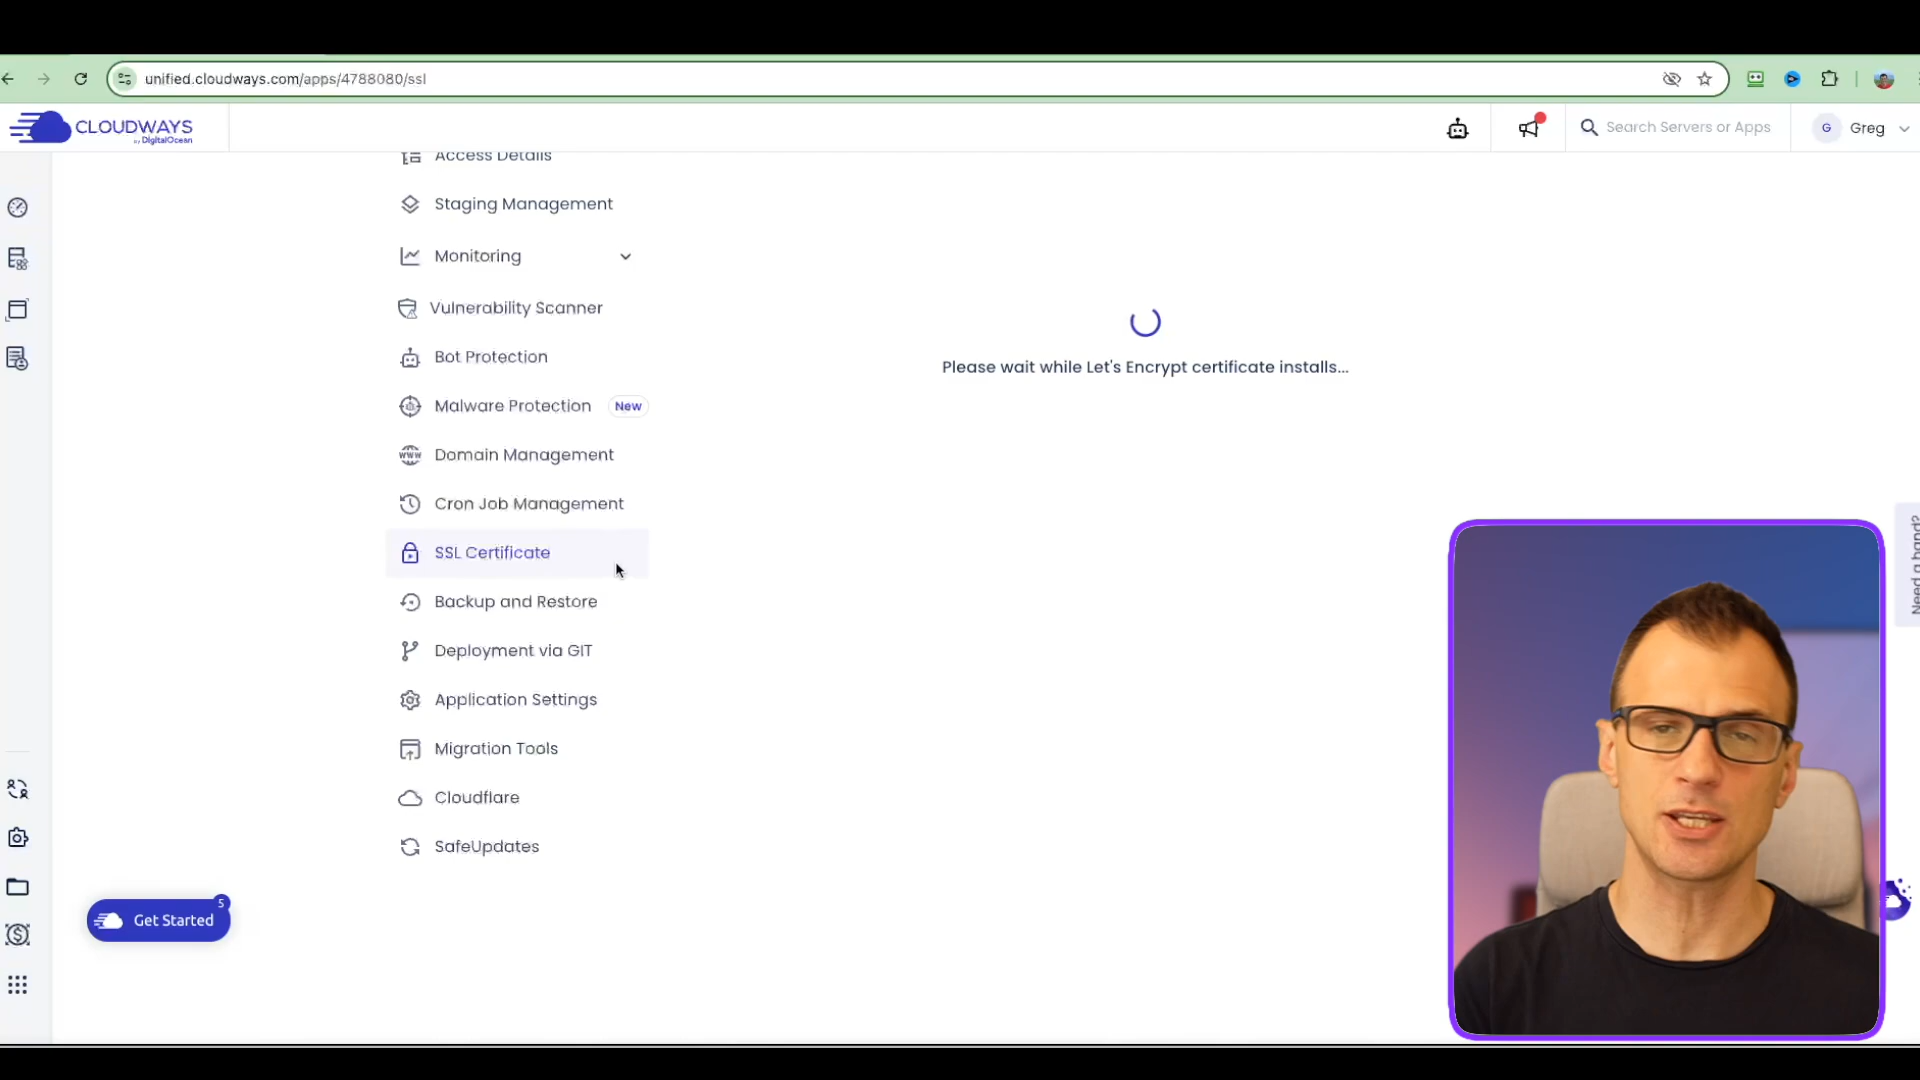 unified.cloudways.com/apps/4788080/ssl
CLOUDWAYS
by DigitalOcean
Search Servers or Apps
G
Greg
Access Details
Staging Management
Monitoring
Vulnerability Scanner
Bot Protection
Malware Protection New
Domain Management
Cron Job Management
SSL Certificate
Backup and Restore
Deployment via GIT
Application Settings
Migration Tools
Cloudflare
SafeUpdates
Please wait while Let's Encrypt certificate installs...
Need a hand?
Get Started
5